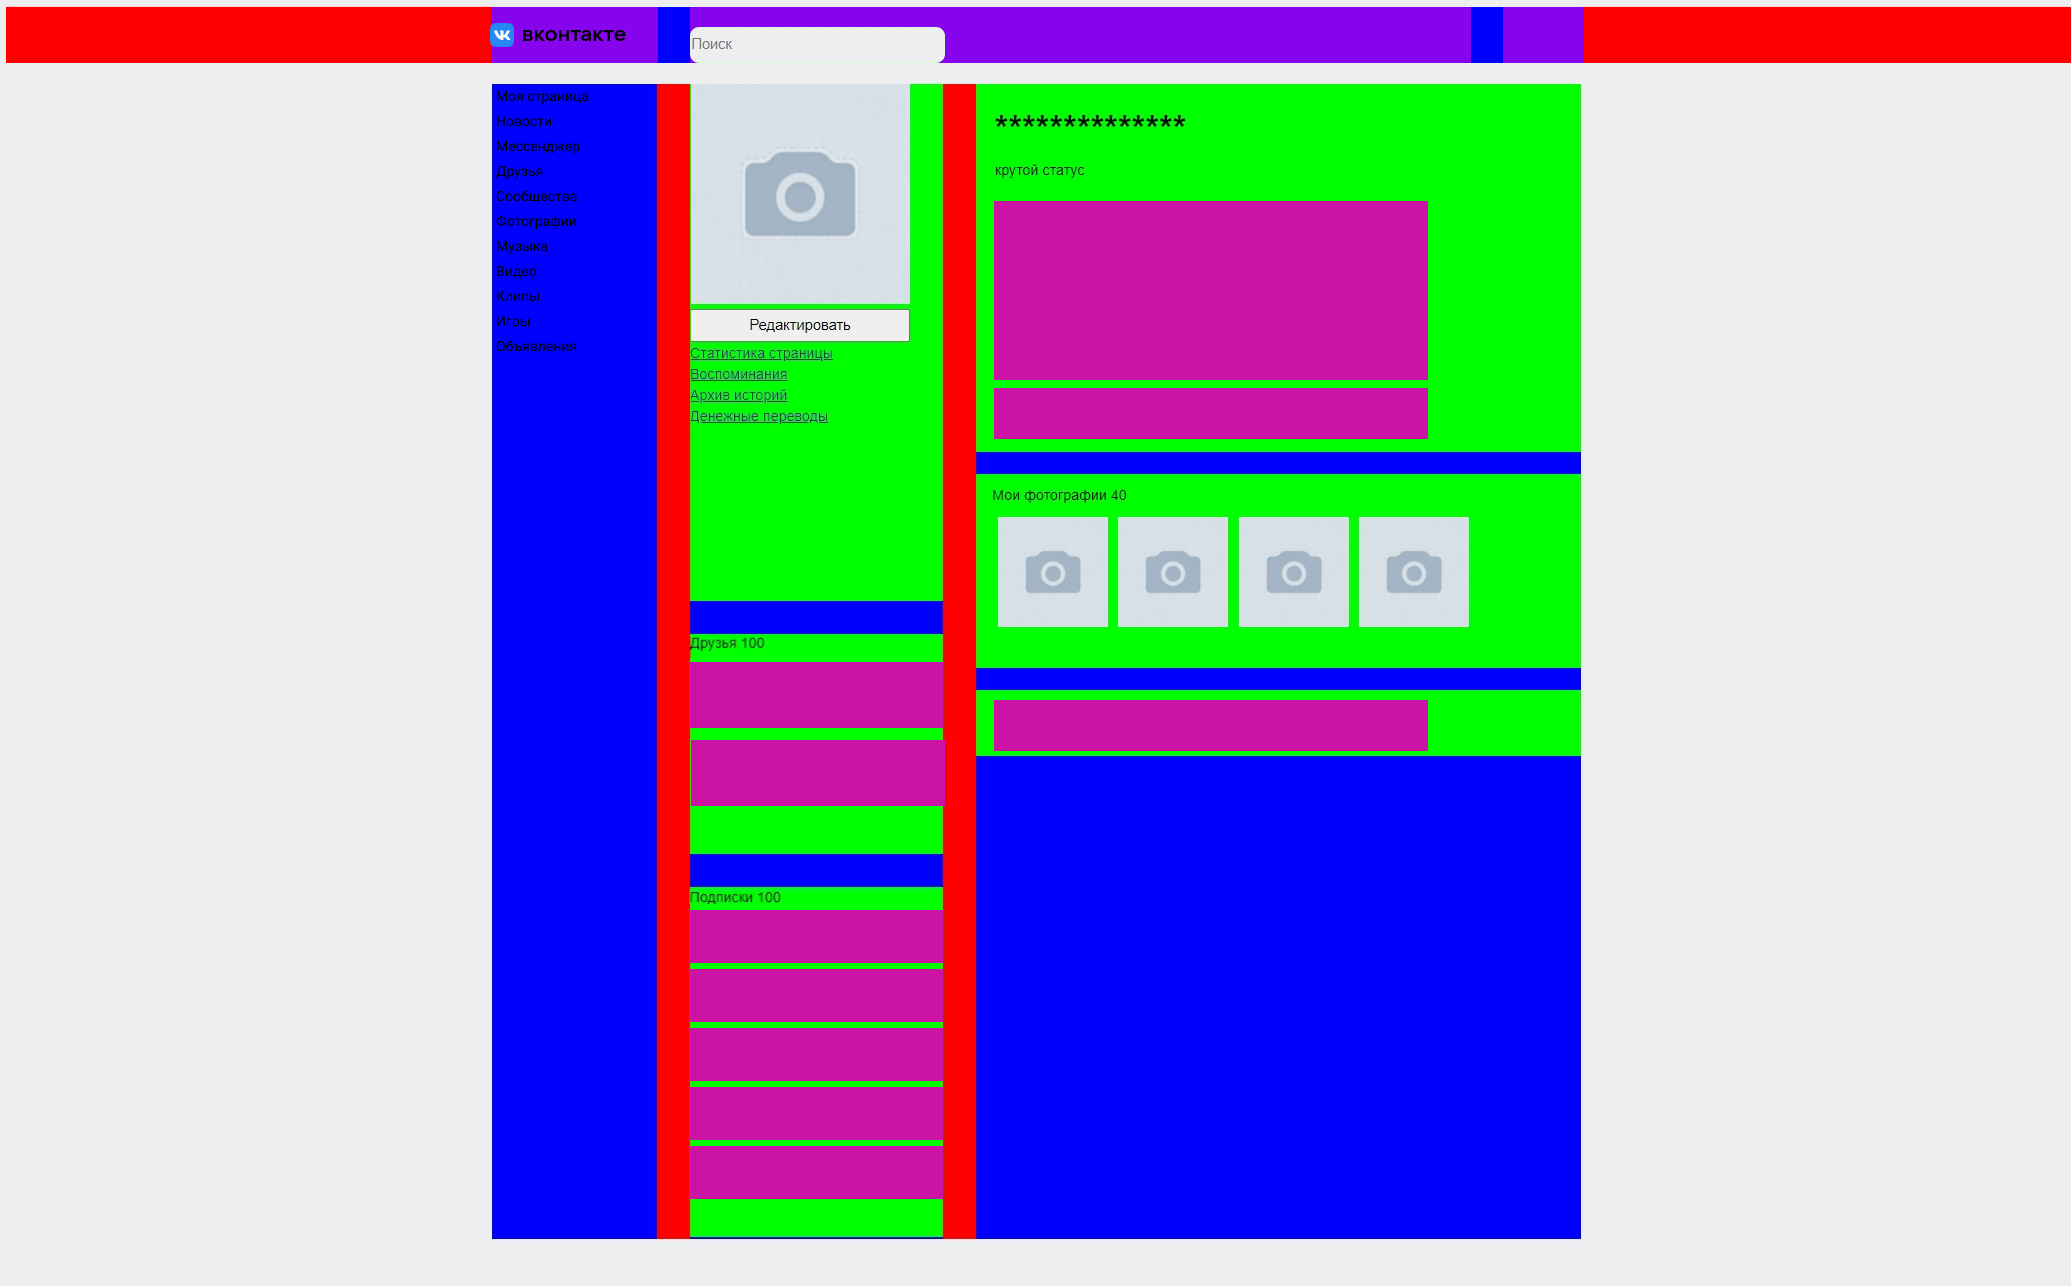 вконтакте
Поиск
Моя страница
Новости
Мессенджер
Друзья
Сообщества
Фотографии
Музыка
Видео
Клипы
Игры
Объявления
Редактировать
Статистика страницы
Воспоминания
Архив историй
Денежные переводы
Друзья 100
Подписки 100
**************
крутой статус
Мои фотографии 40